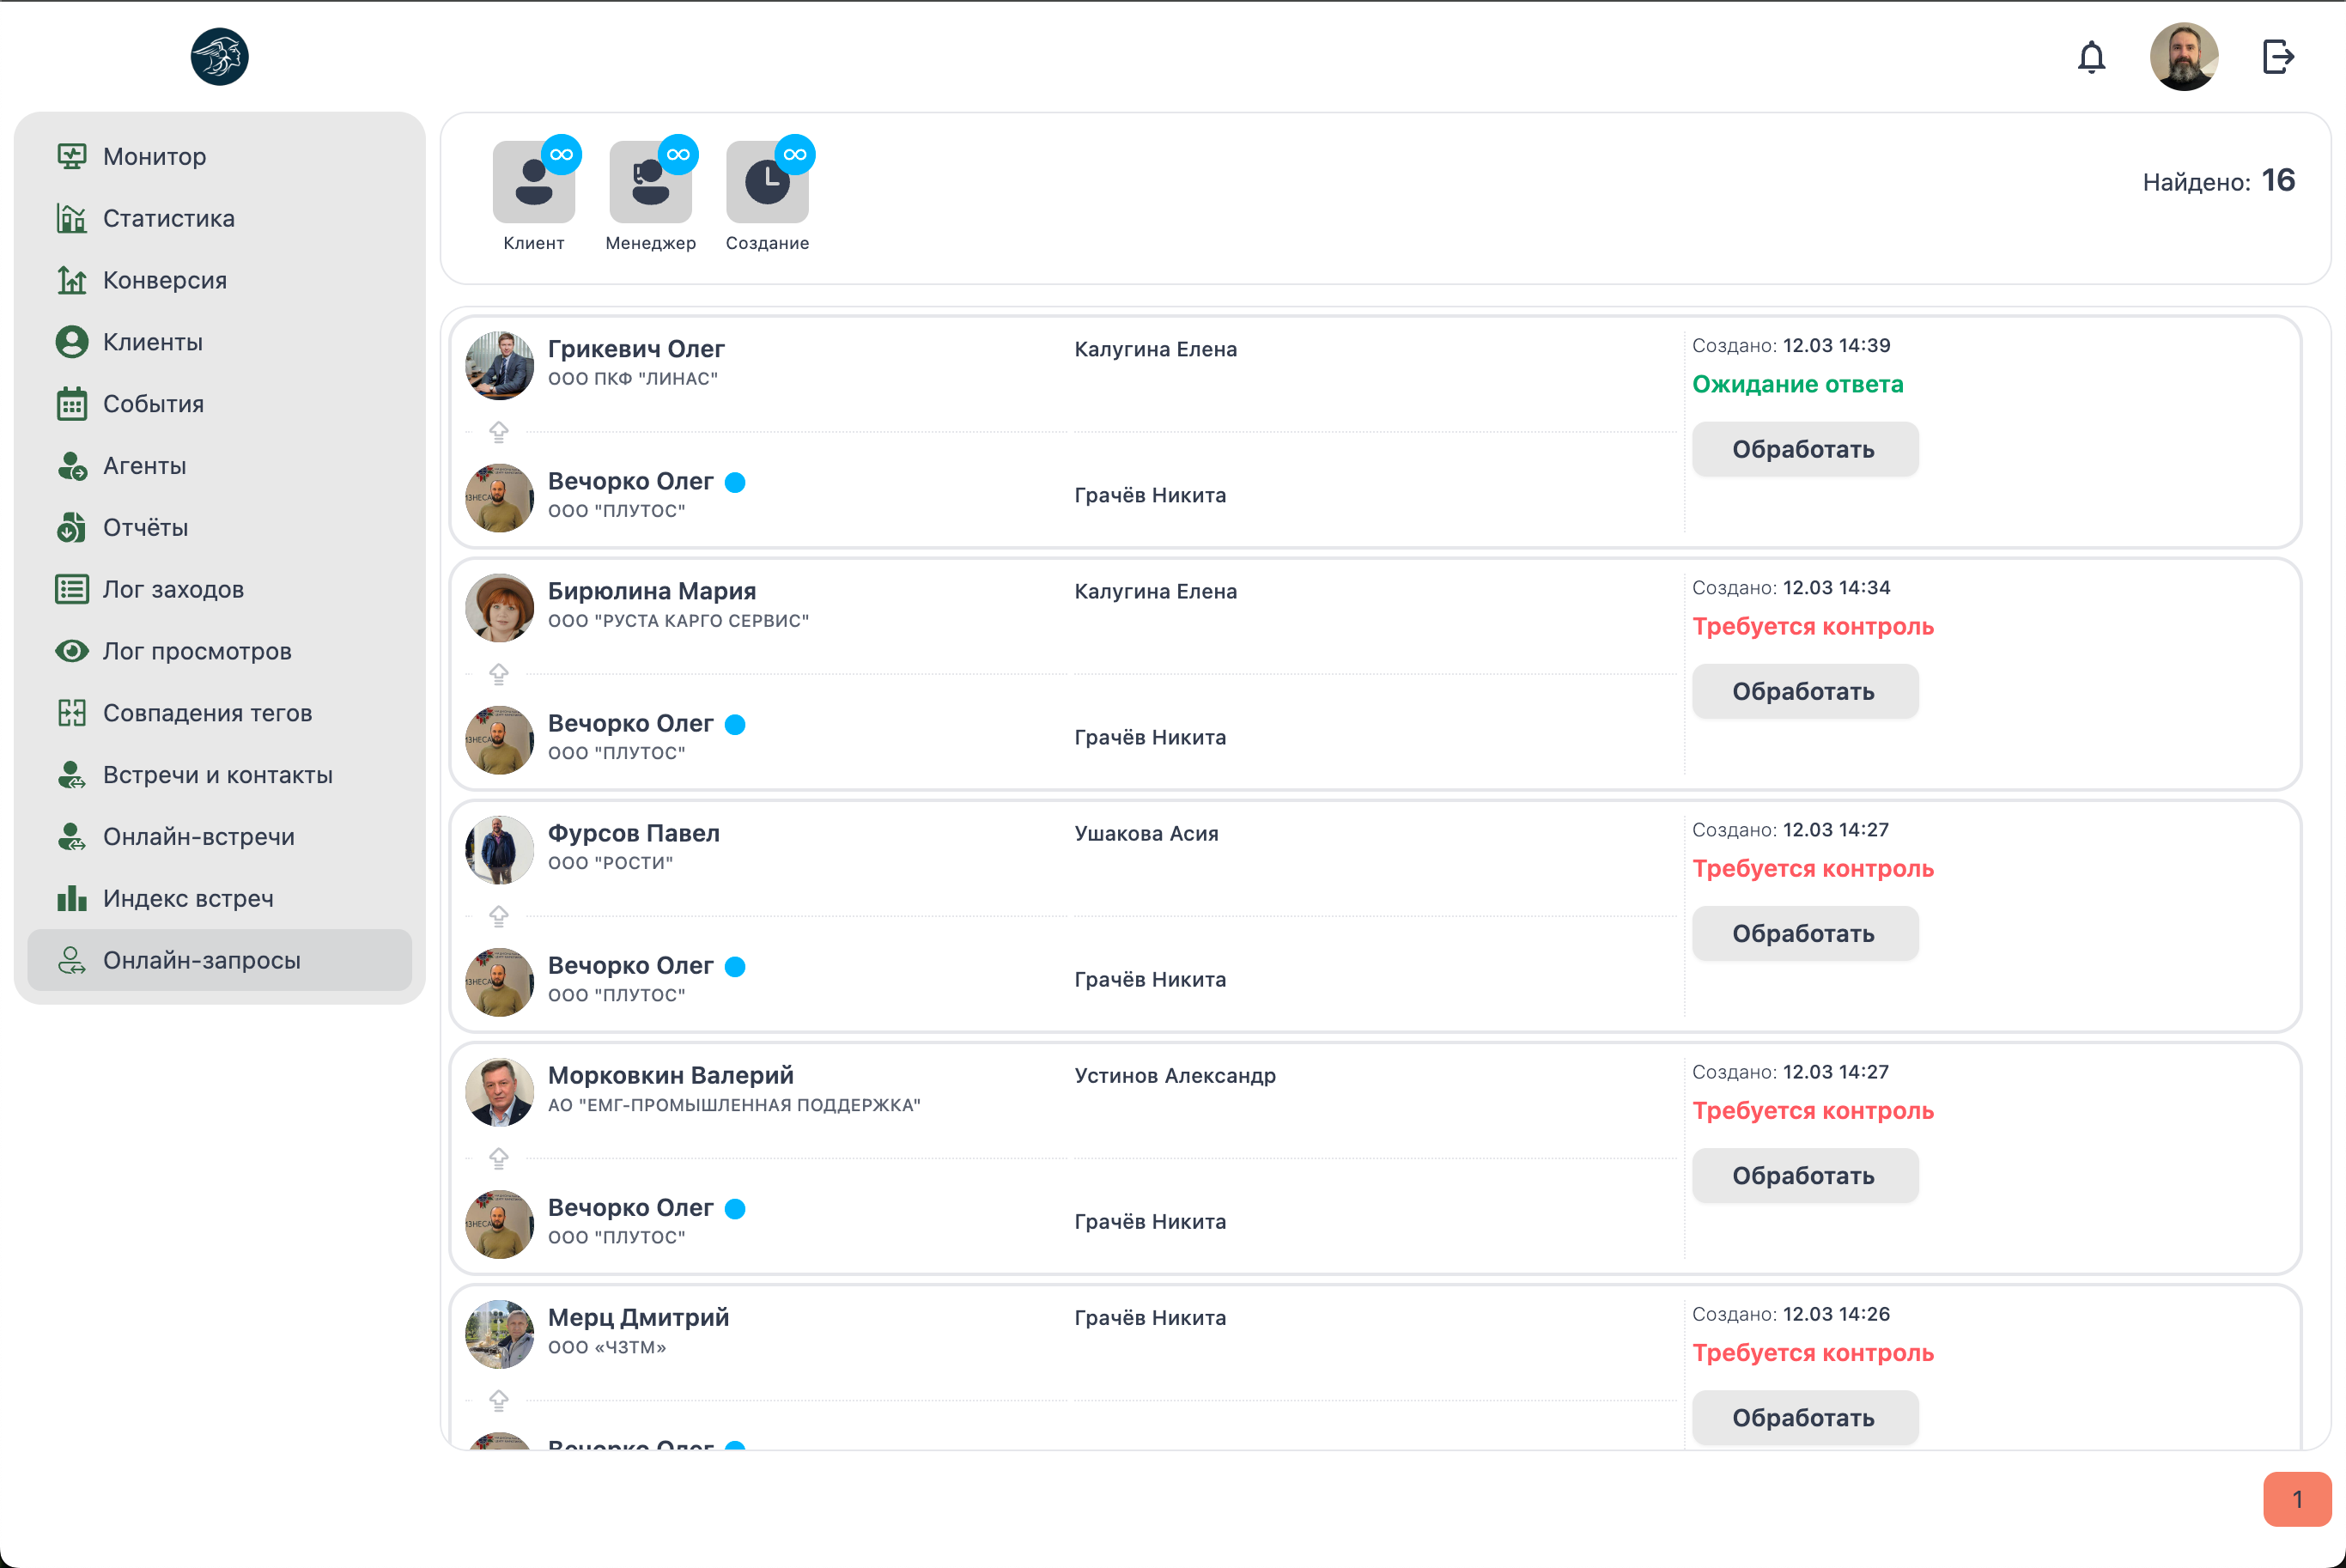 Монитор
Статистика
Конверсия
Клиенты
События
Агенты
Отчёты
Лог заходов
Лог просмотров
Совпадения тегов
Встречи и контакты
Онлайн-встречи
Индекс встреч
Онлайн-запросы
Клиент
Менеджер
Создание
Найдено: 16
Грикевич Олег
ООО ПКФ "ЛИНАС"
Калугина Елена
Создано: 12.03 14:39
Ожидание ответа
Обработать
Вечорко Олег
ООО "ПЛУТОС"
Грачёв Никита
Бирюлина Мария
ООО "РУСТА КАРГО СЕРВИС"
Калугина Елена
Создано: 12.03 14:34
Требуется контроль
Обработать
Вечорко Олег
ООО "ПЛУТОС"
Грачёв Никита
Фурсов Павел
ООО "РОСТИ"
Ушакова Асия
Создано: 12.03 14:27
Требуется контроль
Обработать
Вечорко Олег
ООО "ПЛУТОС"
Грачёв Никита
Морковкин Валерий
АО "ЕМГ-ПРОМЫШЛЕННАЯ ПОДДЕРЖКА"
Устинов Александр
Создано: 12.03 14:27
Требуется контроль
Обработать
Вечорко Олег
ООО "ПЛУТОС"
Грачёв Никита
Мерц Дмитрий
ООО «ЧЗТМ»
Грачёв Никита
Создано: 12.03 14:26
Требуется контроль
Обработать
Вечорко Олег
1